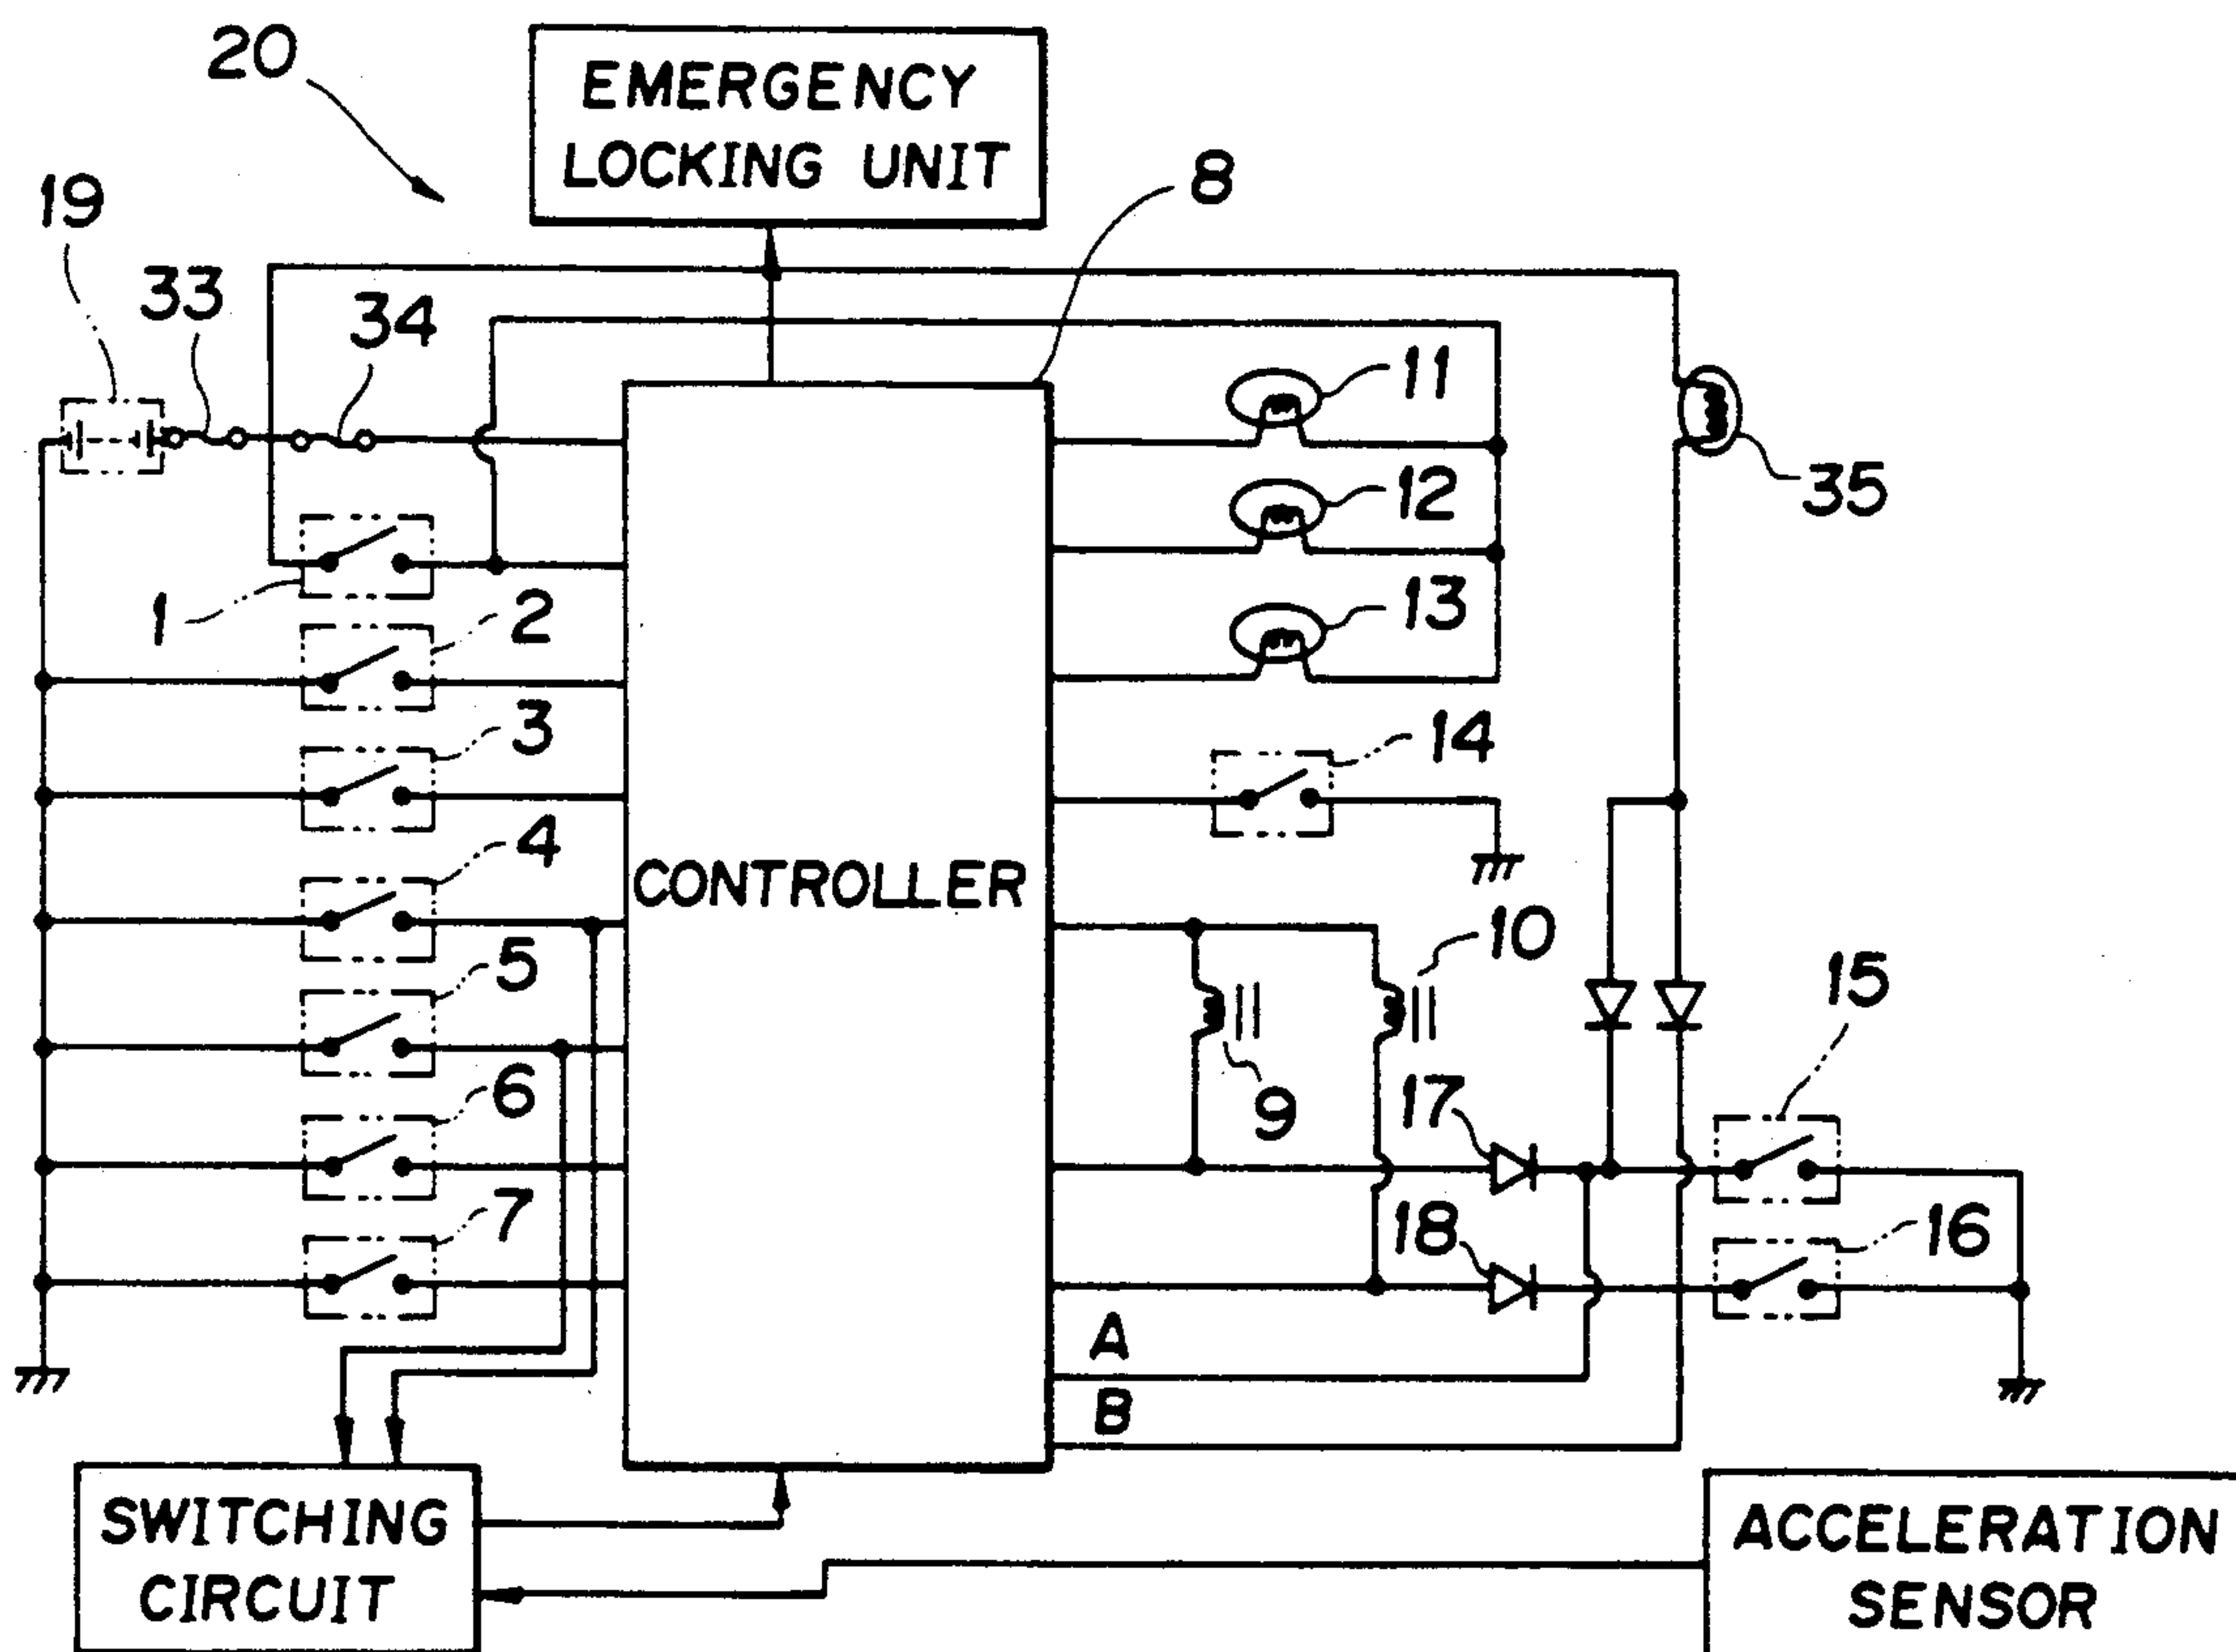 20
EMERGENCY
LOCKING UNIT
8
19
33
34
11
12
35
1
2
13
3
14
4
CONTROLLER
5
10
15
6
9
17
7
18
16
A
B
SWITCHING
CIRCUIT
ACCELERATION
SENSOR